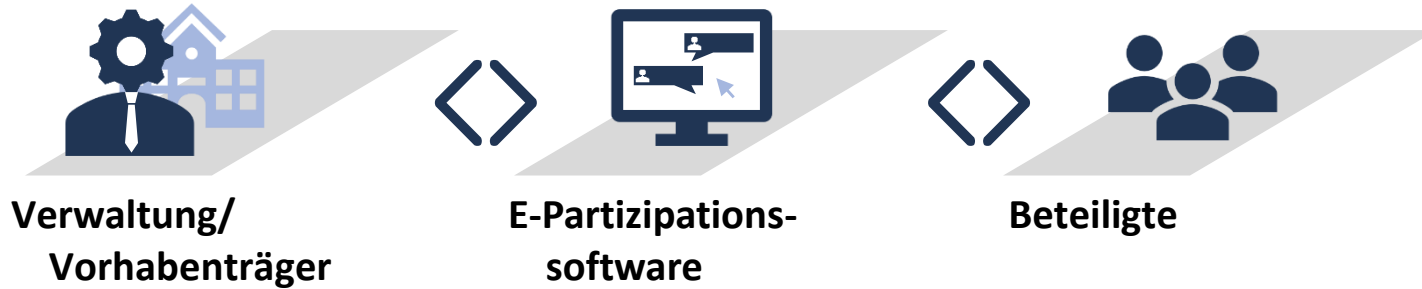 Verwaltung/
Vorhabenträger
E-Partizipations-
software
Beteiligte